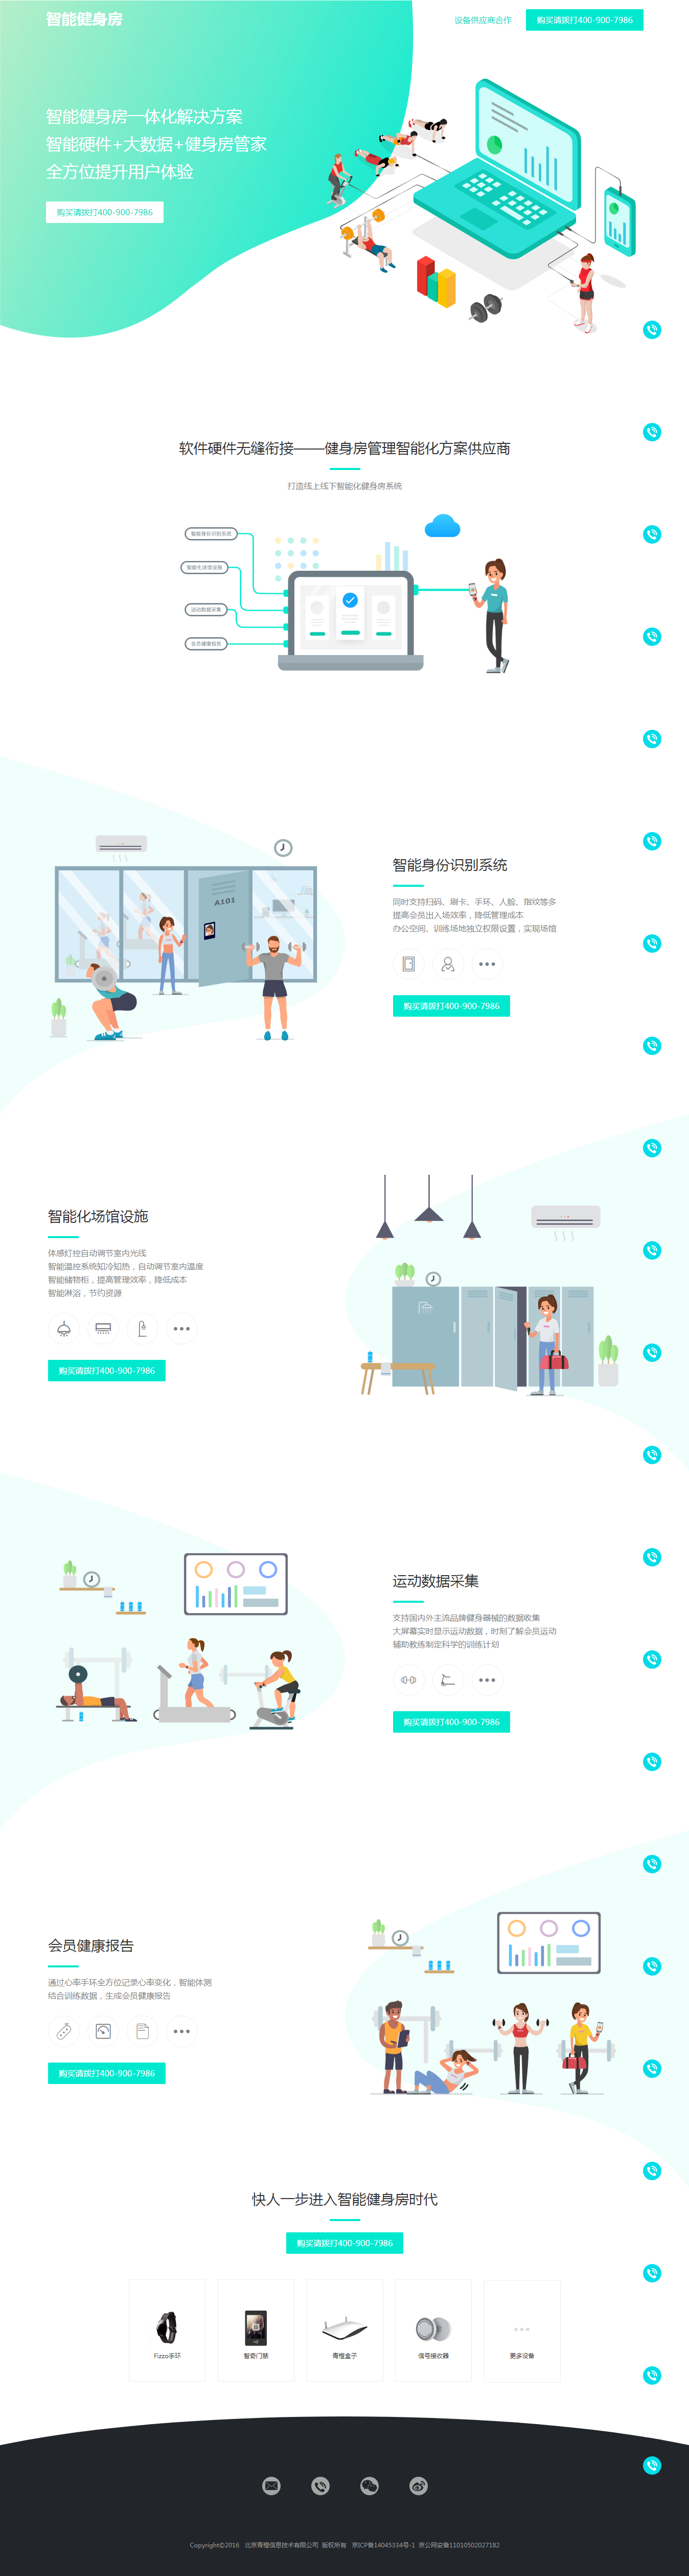 智能健身房
设备供应商合作
购买请拨打400-900-7986
智能健身房一体化解决方案
智能硬件+大数据+健身房管家
全方位提升用户体验
购买请拨打400-900-7986
软件硬件无缝衔接——健身房管理智能化方案供应商
打造线上线下智能化健身房系统
智能身份识别系统
智能化场馆设施
运动数据采集
会员健康报告
A101
智能身份识别系统
同时支持扫码、刷卡、手环、人脸、指纹等多
提高会员出入场效率，降低管理成本
办公空间、训练场地独立权限设置，实现场馆
购买请拨打400-900-7986
智能化场馆设施
体感灯控自动调节室内光线
智能温控系统知冷知热，自动调节室内温度
智能储物柜，提高管理效率，降低成本
智能淋浴，节约资源
购买请拨打400-900-7986
运动数据采集
支持国内外主流品牌健身器械的数据收集
大屏幕实时显示运动数据，时刻了解会员运动
辅助教练制定科学的训练计划
购买请拨打400-900-7986
会员健康报告
通过心率手环全方位记录心率变化，智能体测
结合训练数据，生成会员健康报告
购买请拨打400-900-7986
快人一步进入智能健身房时代
购买请拨打400-900-7986
Fizzo手环
智奇门禁
青橙盒子
信号接收器
更多设备
Copyright©2016 北京青橙信息技术有限公司 版权所有 京ICP备14045334号-1 京公网安备11010502027182